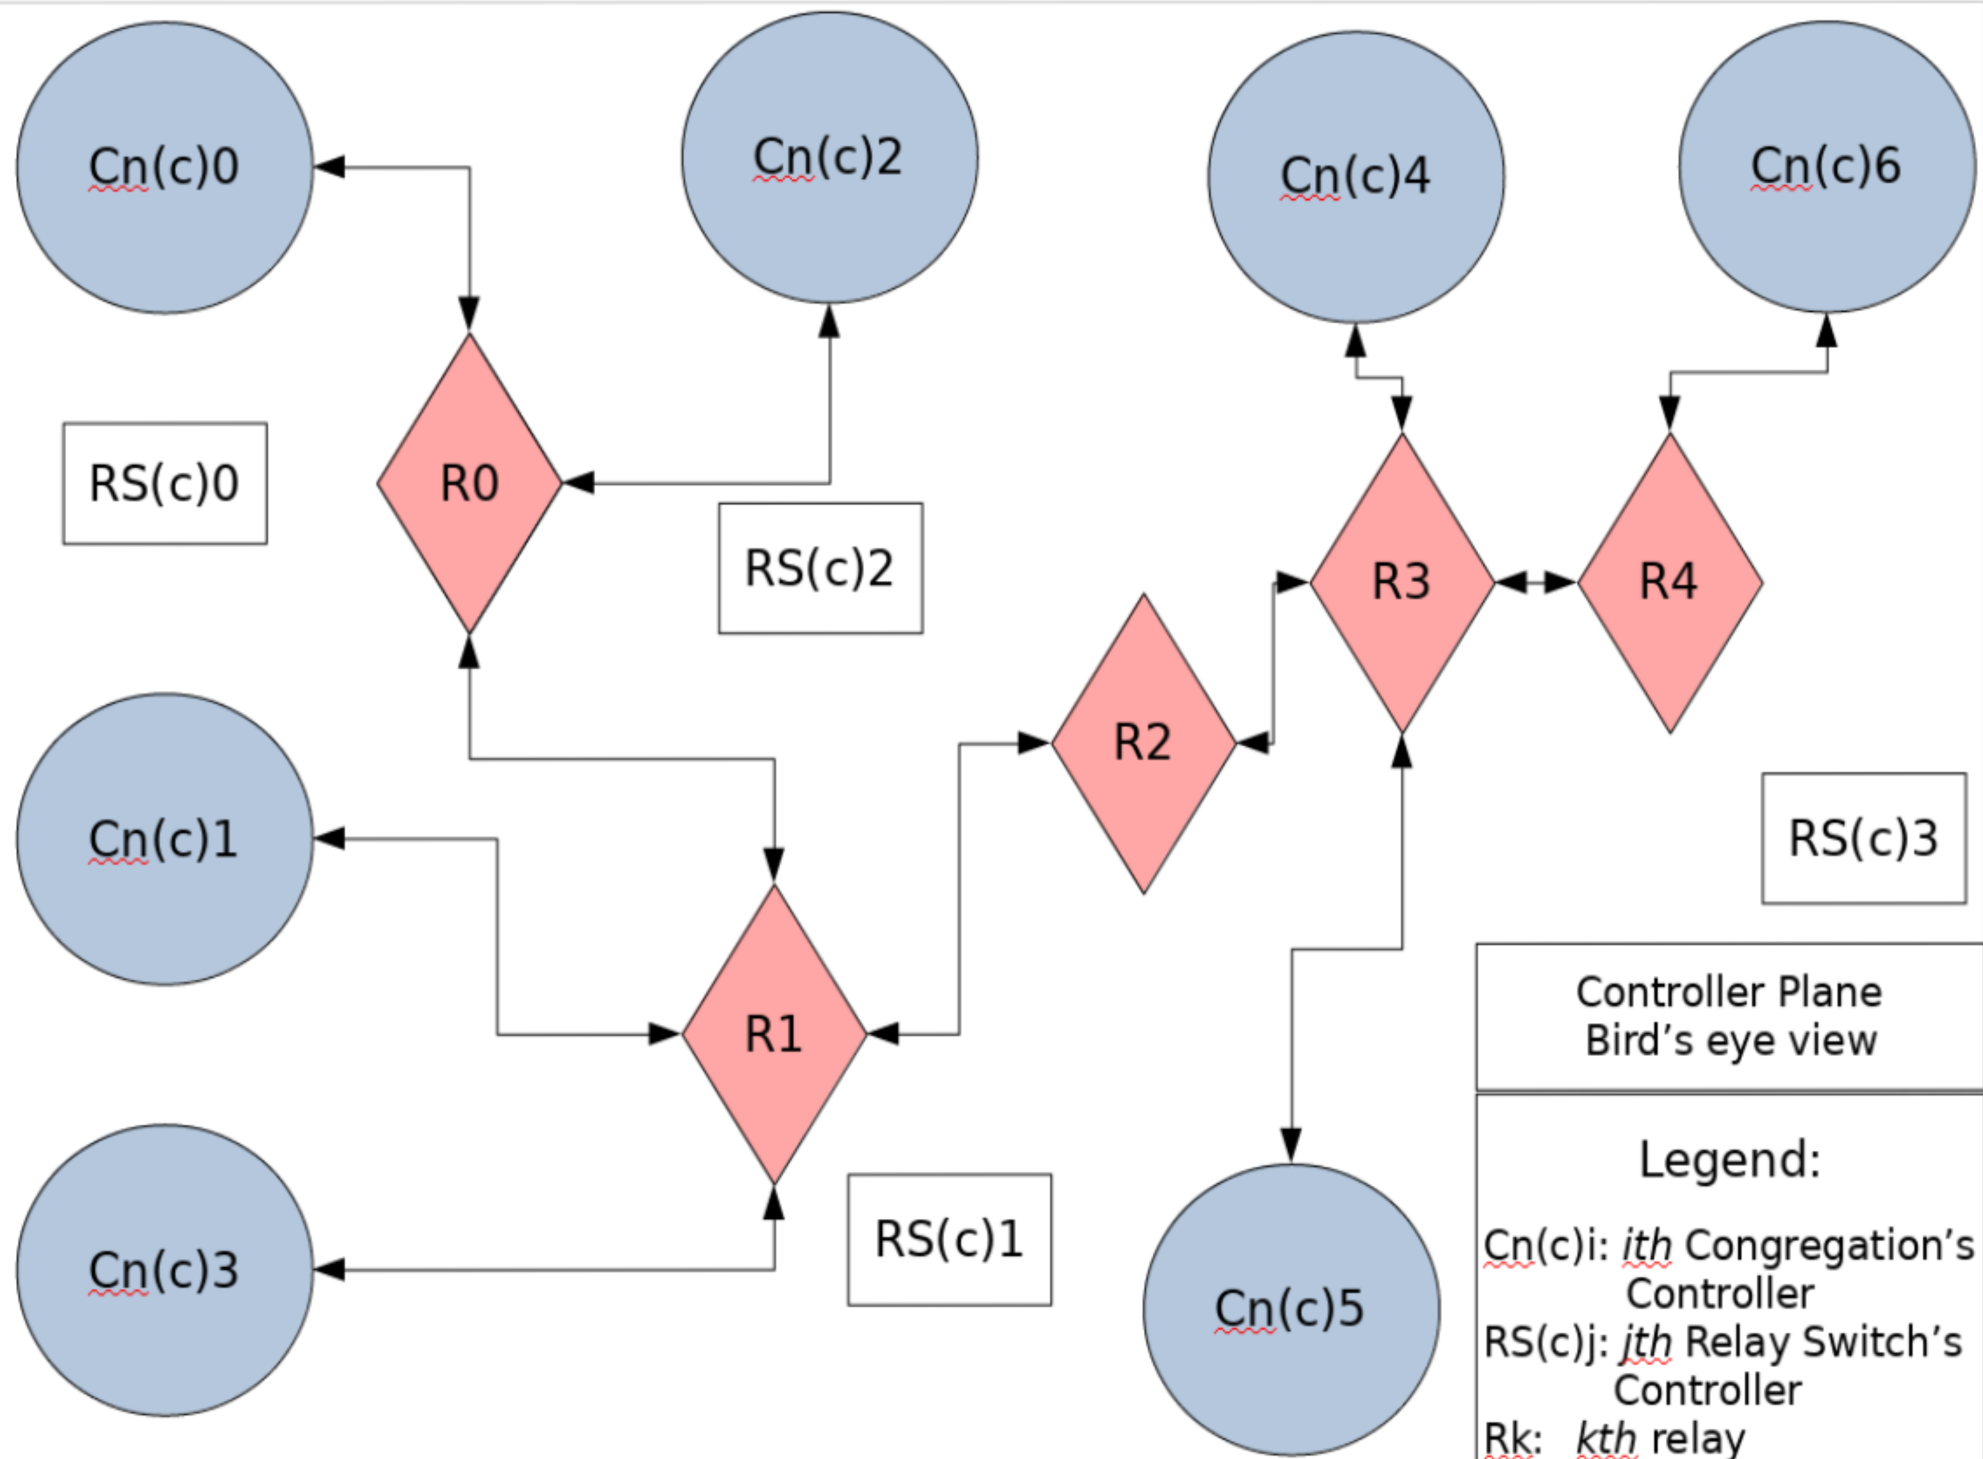 Cn(c)0
Cn(c)2
Cn(c)4
Cn(c)6
RS(c)0
R0
RS(c)2
R3
R4
R2
Cn(c)1
RS(c)3
R1
Controller Plane
Bird’s eye view
Cn(c)3
RS(c)1
Cn(c)5
Legend:
Cn(c)i: ith Congregation’s
Controller
RS(c)j: jth Relay Switch’s
Controller
Rk: kth relay